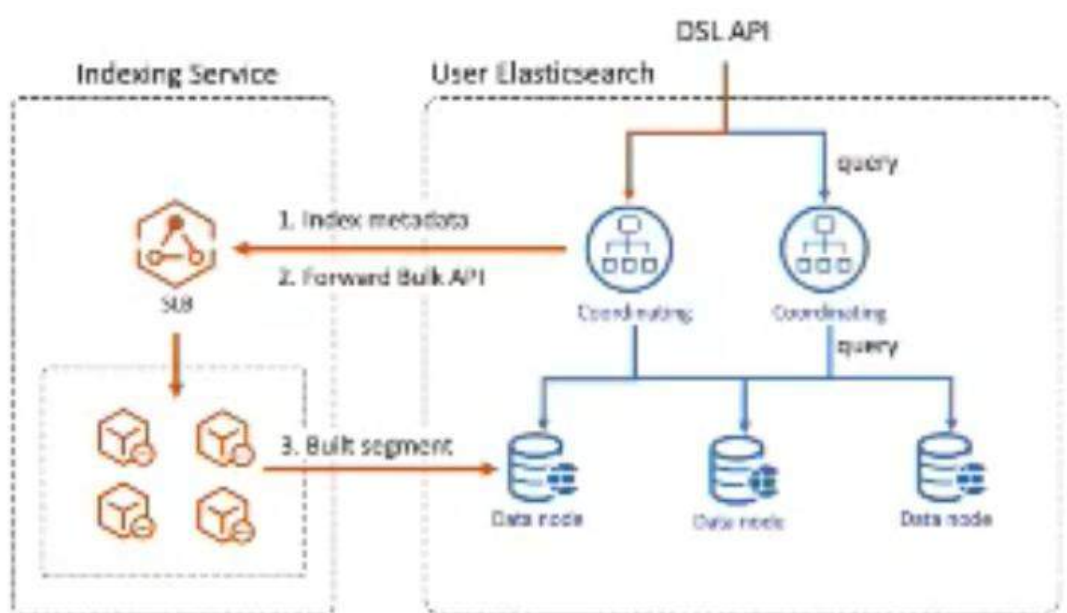 DSL API
Indexing Service
User Elasticsearch
query
1. Index metadata
2. Forward Bulk API
SLB
Coordinating
Coordinating
query
3. Built segment
Data node
Data node
Data node